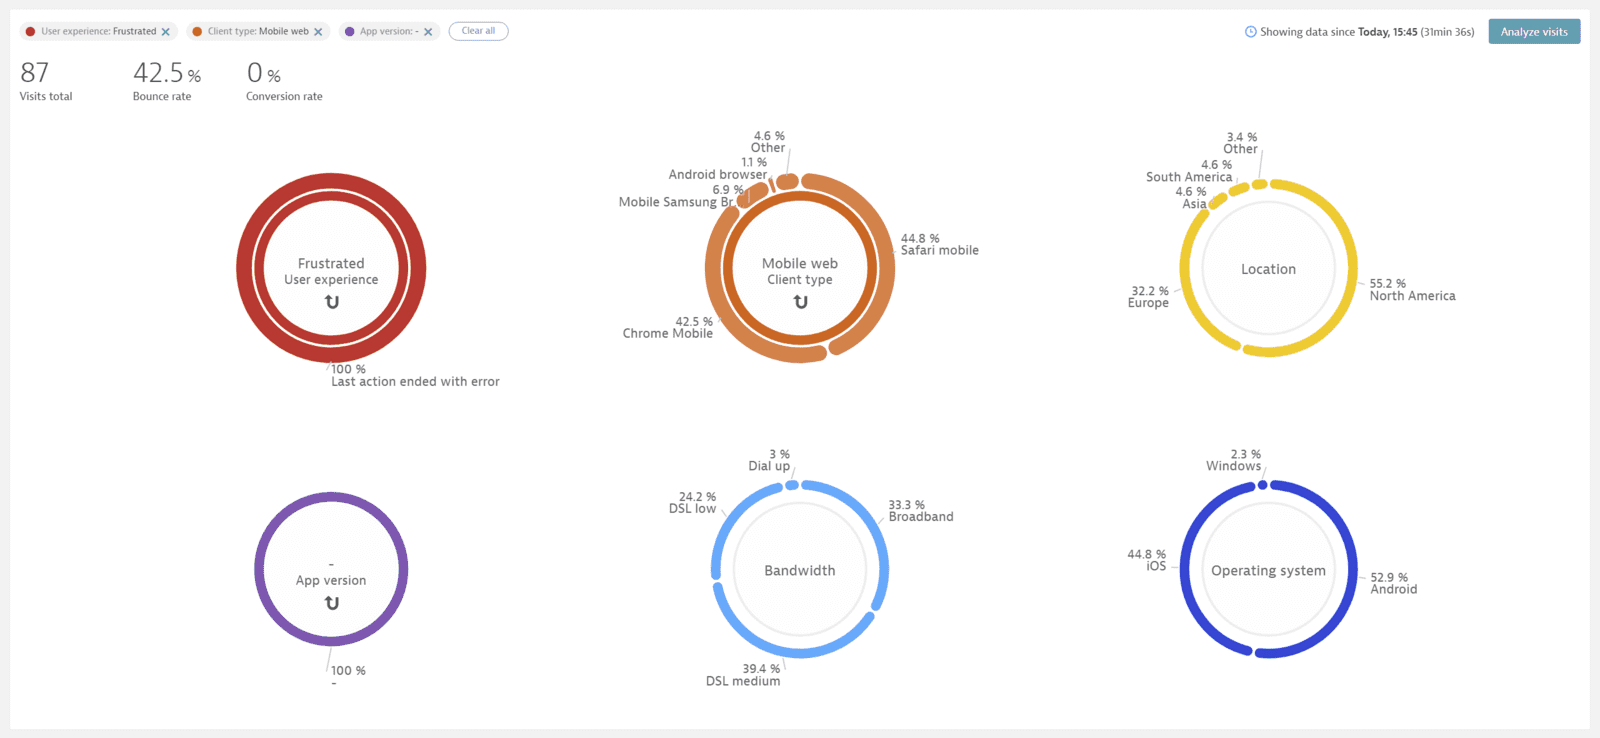 User experience: Frustrated
Client type: Mobile web
App version: -
Clear all
Showing data since Today, 15:45 (31min 36s)
Analyze visits
87
Visits total
42.5 %
Bounce rate
0 %
Conversion rate
Frustrated
User experience
100 %
Last action ended with error
4.6 %
Other
1.1 %
Android browser
6.9 %
Mobile Samsung Br
44.8 %
Safari mobile
42.5 %
Chrome Mobile
Mobile web
Client type
3.4 %
Other
4.6 %
South America
4.6 %
Asia
32.2 %
Europe
55.2 %
North America
Location
-
App version
100 %
-
3 %
Dial up
24.2 %
DSL low
33.3 %
Broadband
39.4 %
DSL medium
Bandwidth
2.3 %
Windows
44.8 %
iOS
52.9 %
Android
Operating system